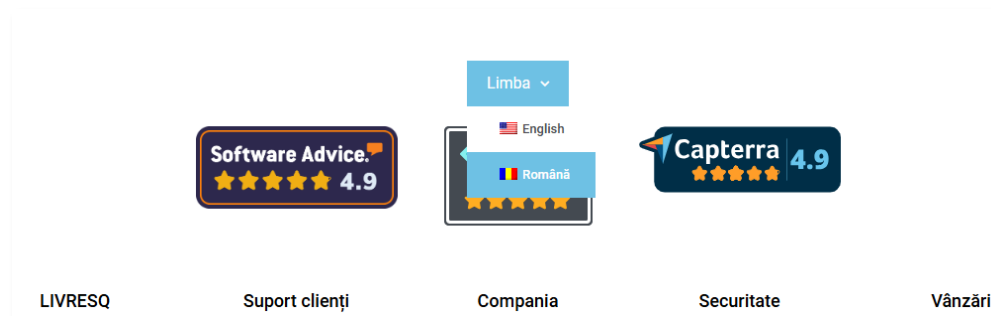 Limba
English
Software Advice.
4.9
Română
Capterra
4.9
LIVRESQ
Suport clienți
Compania
Securitate
Vânzări